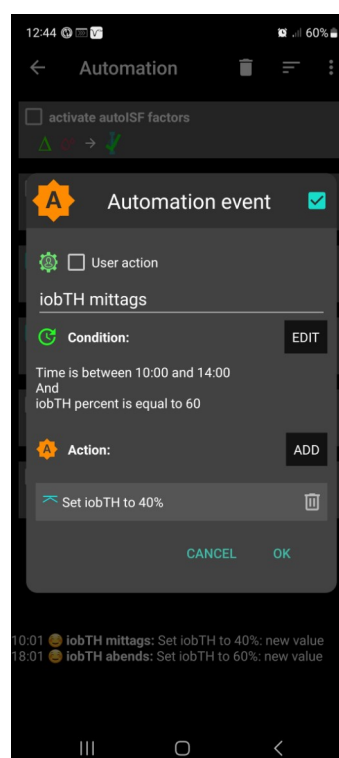 12:44
60%
Automation
activate autoISF factors
Δ → 
A Automation event
User action
iobTH mittags
Condition:
EDIT
Time is between 10:00 and 14:00
And
iobTH percent is equal to 60
A Action:
ADD
Set iobTH to 40%
CANCEL OK
10:01 iobTH mittags: Set iobTH to 40%: new value
18:01 iobTH abends: Set iobTH to 60%: new value